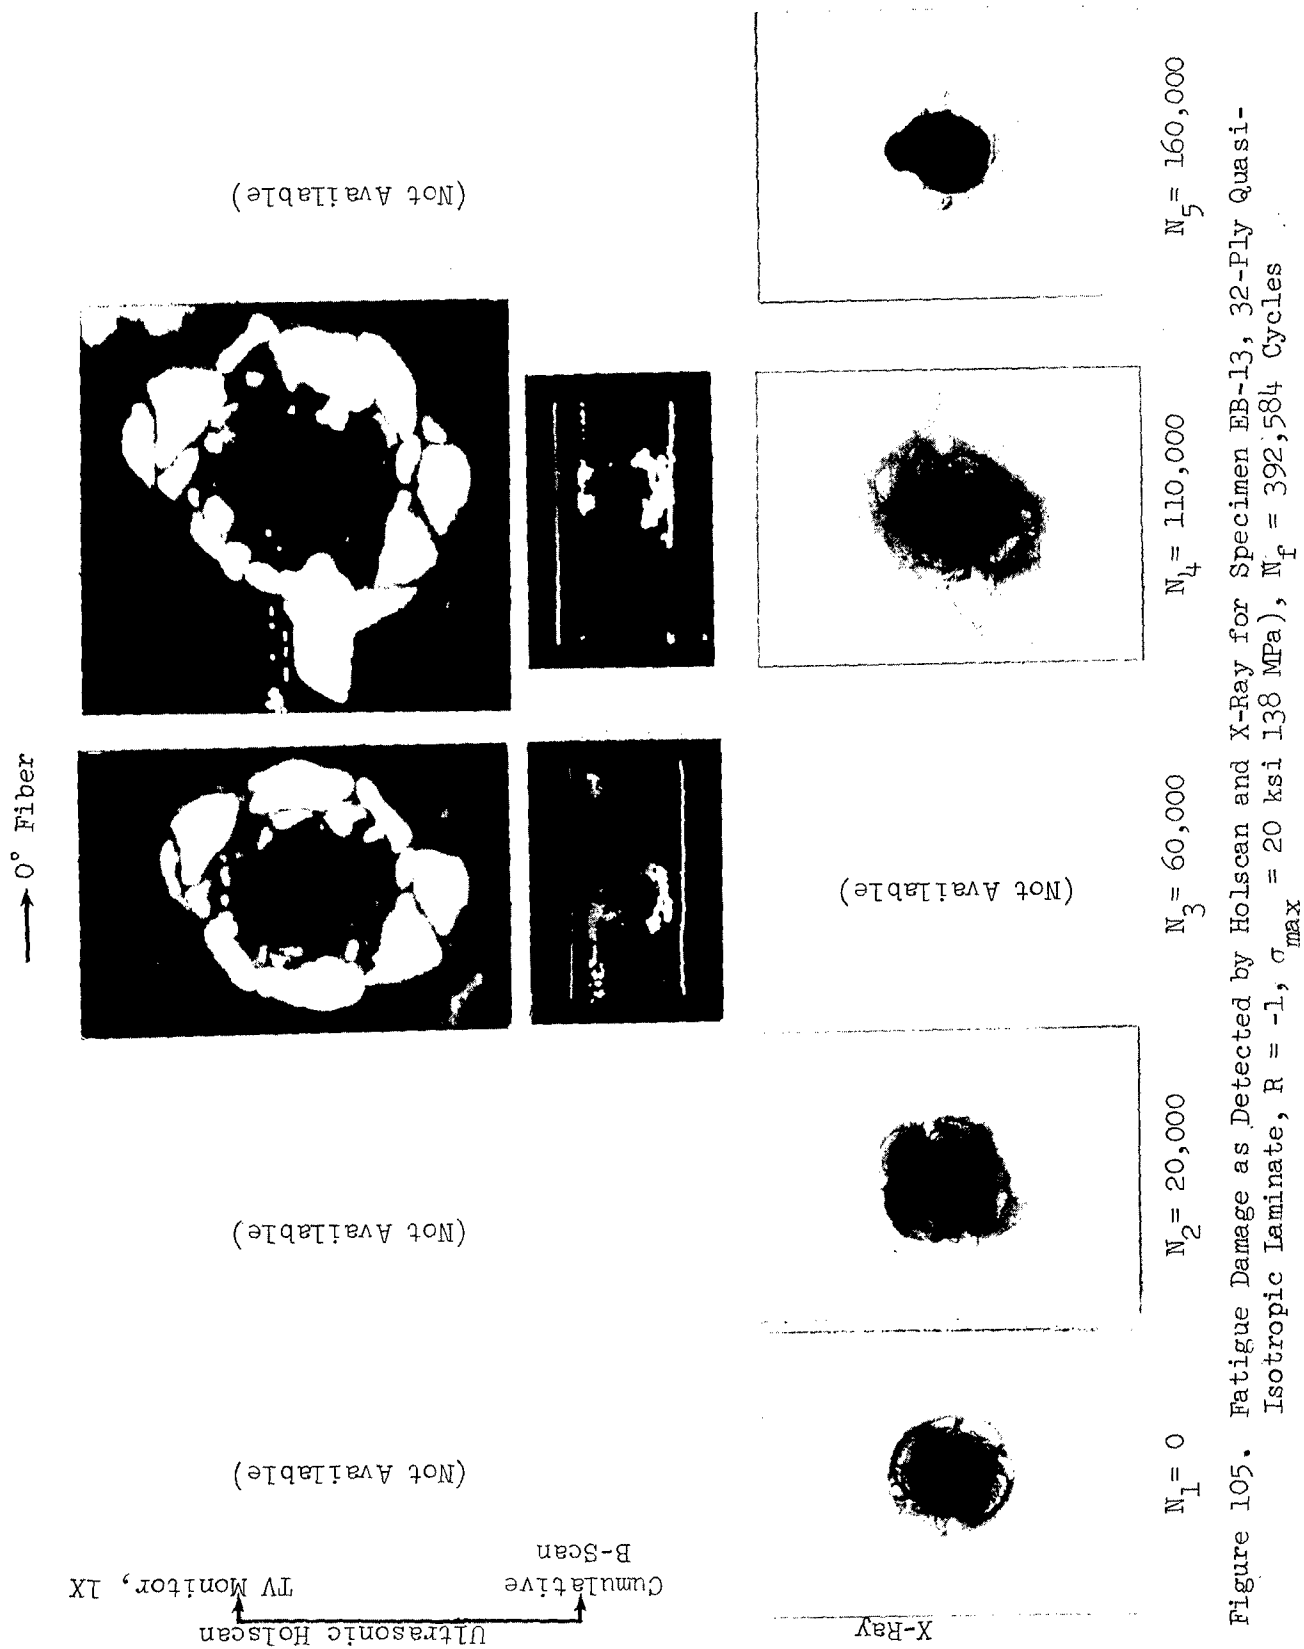 → 0° Fiber
Ultrasonic Holscan
TV Monitor, 1X
(Not Available)
(Not Available)
(Not Available)
Cumulative
B-Scan
X-Ray
(Not Available)
N1 = 0
N2 = 20,000
N3 = 60,000
N4 = 110,000
N5 = 160,000
Figure 105. Fatigue Damage as Detected by Holscan and X-Ray for Specimen EB-13, 32-Ply Quasi-
Isotropic Laminate, R = -1, σmax = 20 ksi 138 MPa), Nf = 392,584 Cycles